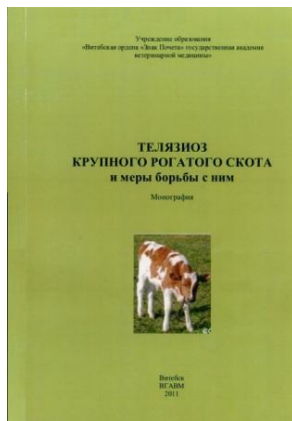 Учреждение образования
«Витебская ордена «Знак Почета» государственная академия
ветеринарной медицины»
ТЕЛЯЗИОЗ
КРУПНОГО РОГАТОГО СКОТА
и меры борьбы с ним
Монография
Витебск
ВГАВМ
2011